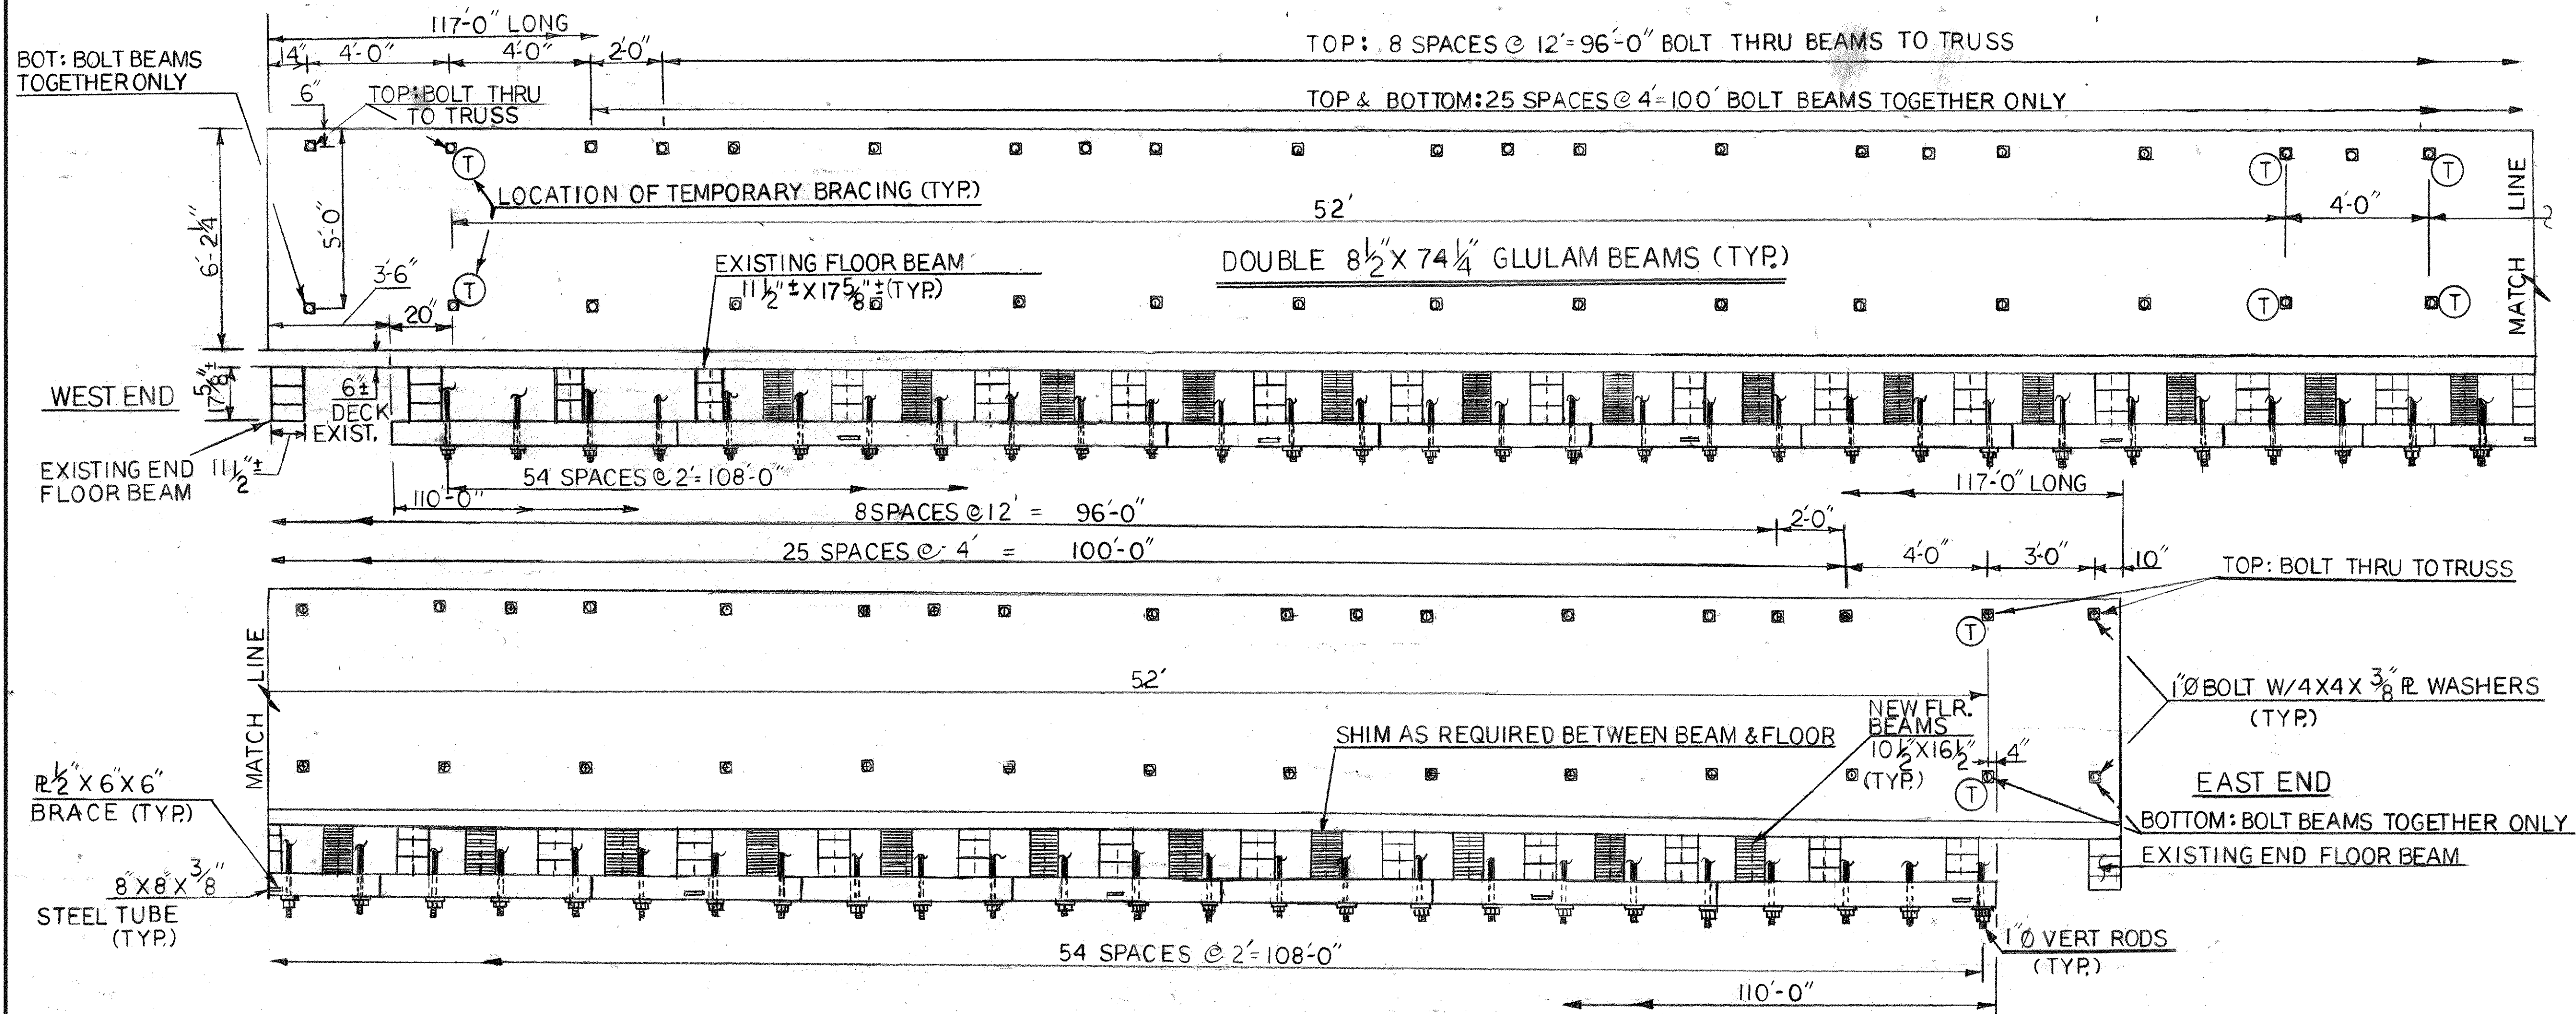 117'-0" LONG
14" 4'-0" 4'-0" 2'-0"
TOP: 8 SPACES @ 12'=96'-0" BOLT THRU BEAMS TO TRUSS
BOT: BOLT BEAMS
TOGETHER ONLY
6"
TOP: BOLT THRU
TO TRUSS
TOP & BOTTOM: 25 SPACES @ 4'=100' BOLT BEAMS TOGETHER ONLY
T
T
T
LOCATION OF TEMPORARY BRACING (TYP.)
52'
4'-0"
6'-2 1/4"
5'-0"
3'-6"
20"
T
EXISTING FLOOR BEAM
11 1/2"± X 17 5/8"± (TYP.)
DOUBLE 8 1/2" X 74 1/4" GLULAM BEAMS (TYP.)
T
T
MATCH LINE
WEST END
17 5/8"±
6"±
DECK
EXIST.
EXISTING END
FLOOR BEAM
11 1/2"±
54 SPACES @ 2'=108'-0"
110'-0"
117'-0" LONG
8 SPACES @ 12' = 96'-0"
2'-0"
25 SPACES @ 4' = 100'-0"
4'-0" 3'-0" 10"
TOP: BOLT THRU TO TRUSS
T
MATCH LINE
52'
1"Ø BOLT W/4X4X 3/8" PL WASHERS
(TYP.)
NEW FLR.
BEAMS
10 1/2" X 16 1/2"
(TYP.)
SHIM AS REQUIRED BETWEEN BEAM & FLOOR
4"
T
EAST END
PL 1/2" X 6" X 6"
BRACE (TYP.)
BOTTOM: BOLT BEAMS TOGETHER ONLY
EXISTING END FLOOR BEAM
8" X 8" X 3/8"
STEEL TUBE
(TYP.)
54 SPACES @ 2'=108'-0"
1"Ø VERT RODS
(TYP.)
110'-0"